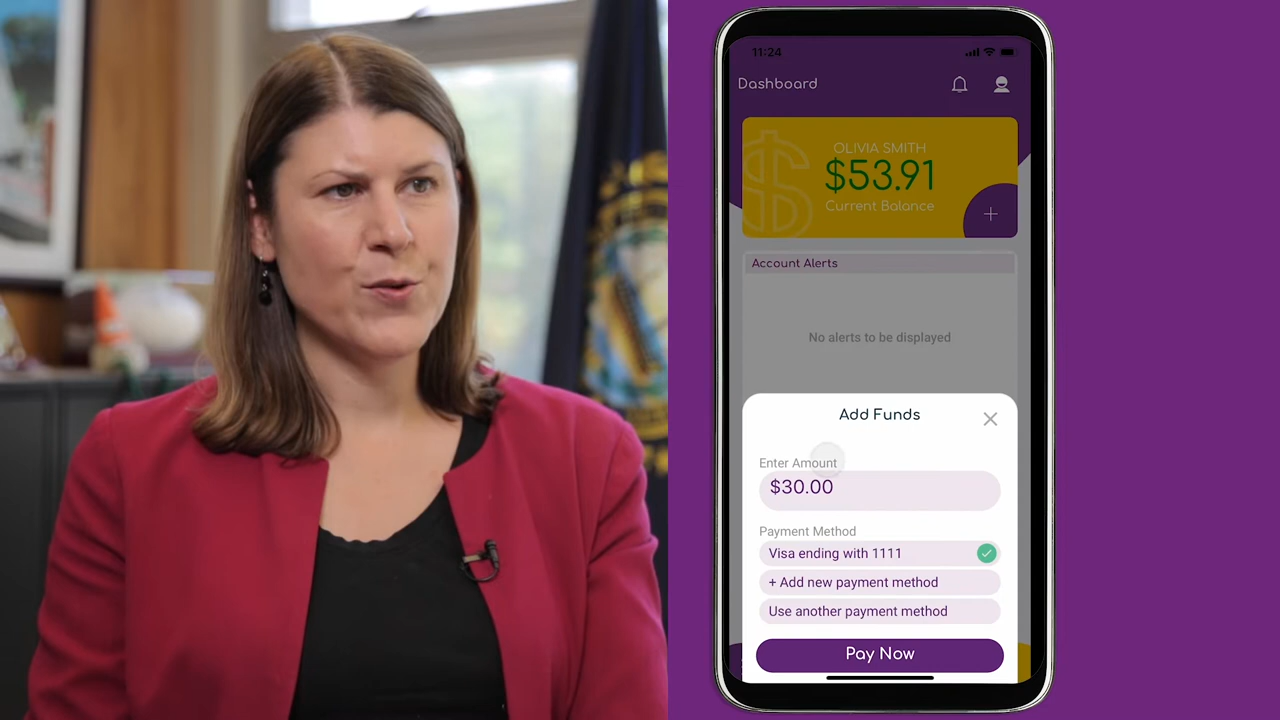 11:24
Dashboard
OLIVIA SMITH
$53.91
Current Balance
+
Account Alerts
No alerts to be displayed
Add Funds
Enter Amount
$30.00
Payment Method
Visa ending with 1111
+ Add new payment method
Use another payment method
Pay Now